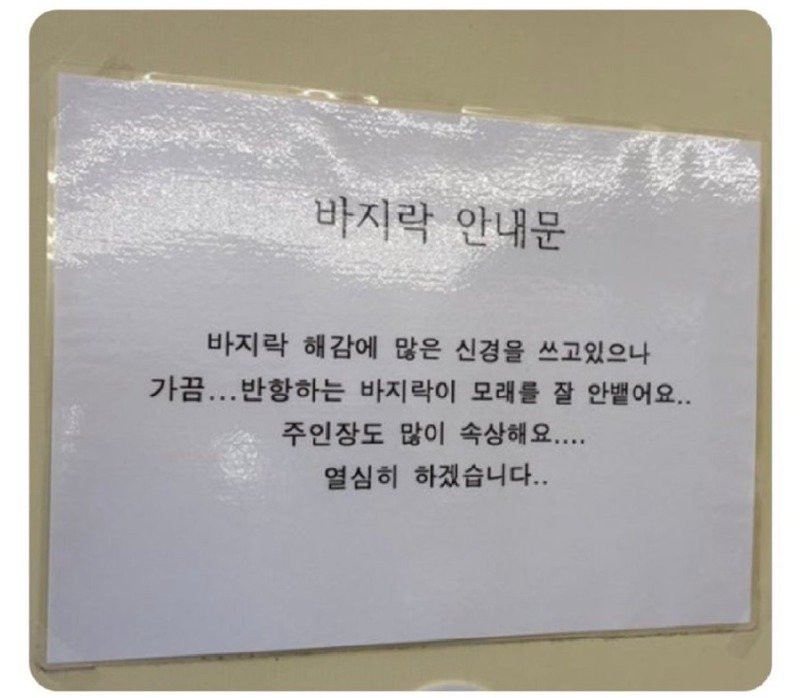 바지락 안내문
바지락 해감에 많은 신경을 쓰고있으나
가끔...반항하는 바지락이 모래를 잘 안뱉어요..
주인장도 많이 속상해요....
열심히 하겠습니다..